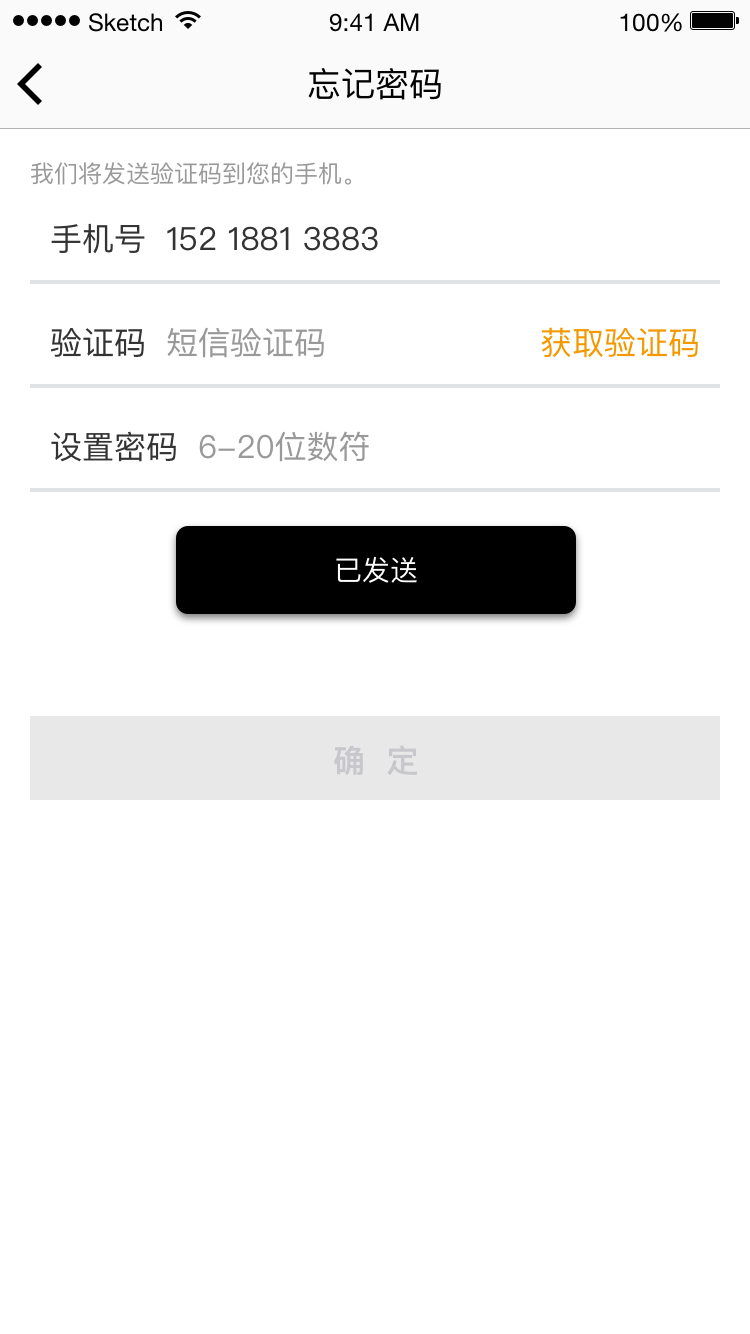 ●●●●● Sketch 9:41 AM 100%
忘记密码
我们将发送验证码到您的手机。
手机号 152 1881 3883
验证码 短信验证码 获取验证码
设置密码 6-20位数符
已发送
确 定